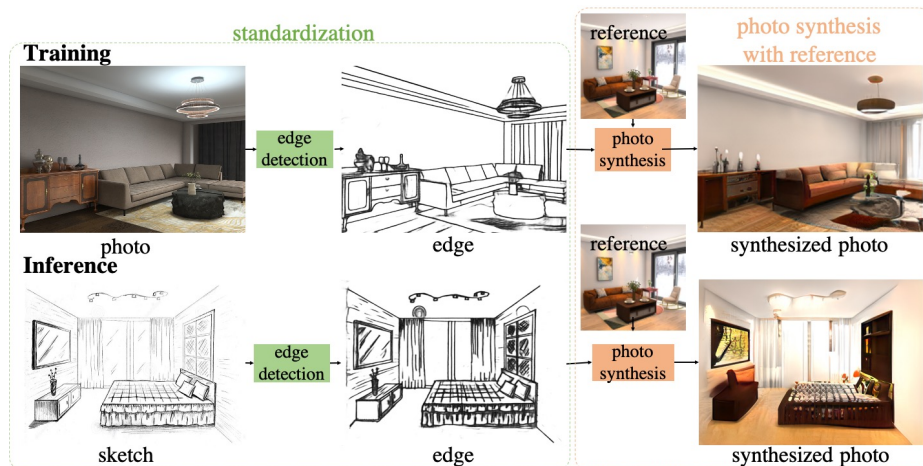 standardization
photo synthesis
with reference
Training
reference
edge
detection
photo
synthesis
photo
edge
synthesized photo
Inference
reference
edge
detection
photo
synthesis
sketch
edge
synthesized photo